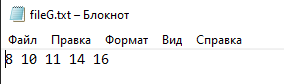 fileG.txt – Блокнот
Файл Правка Формат Вид Справка
8 10 11 14 16